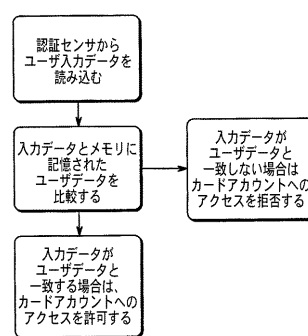 認証センサから
ユーザ入力データを
読み込む
入力データとメモリに
記憶された
ユーザデータを
比較する
入力データが
ユーザデータと
一致しない場合は
カードアカウントへの
アクセスを拒否する
入力データが
ユーザデータと
一致する場合は、
カードアカウントへの
アクセスを許可する